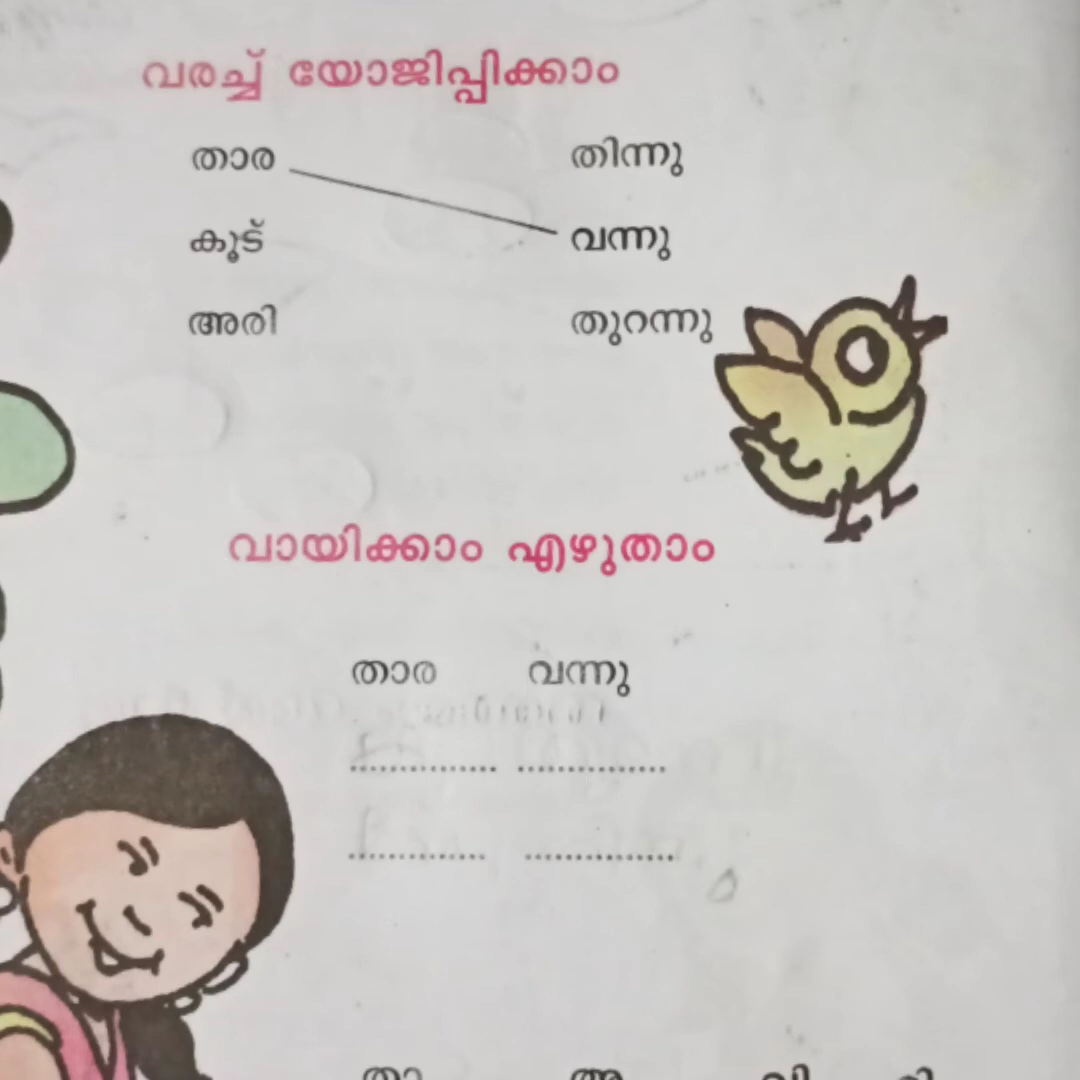 വരച്ച് യോജിപ്പിക്കാം
താര തിന്നു
കൂട് വന്നു
അരി തുറന്നു
വായിക്കാം എഴുതാം
താര വന്നു